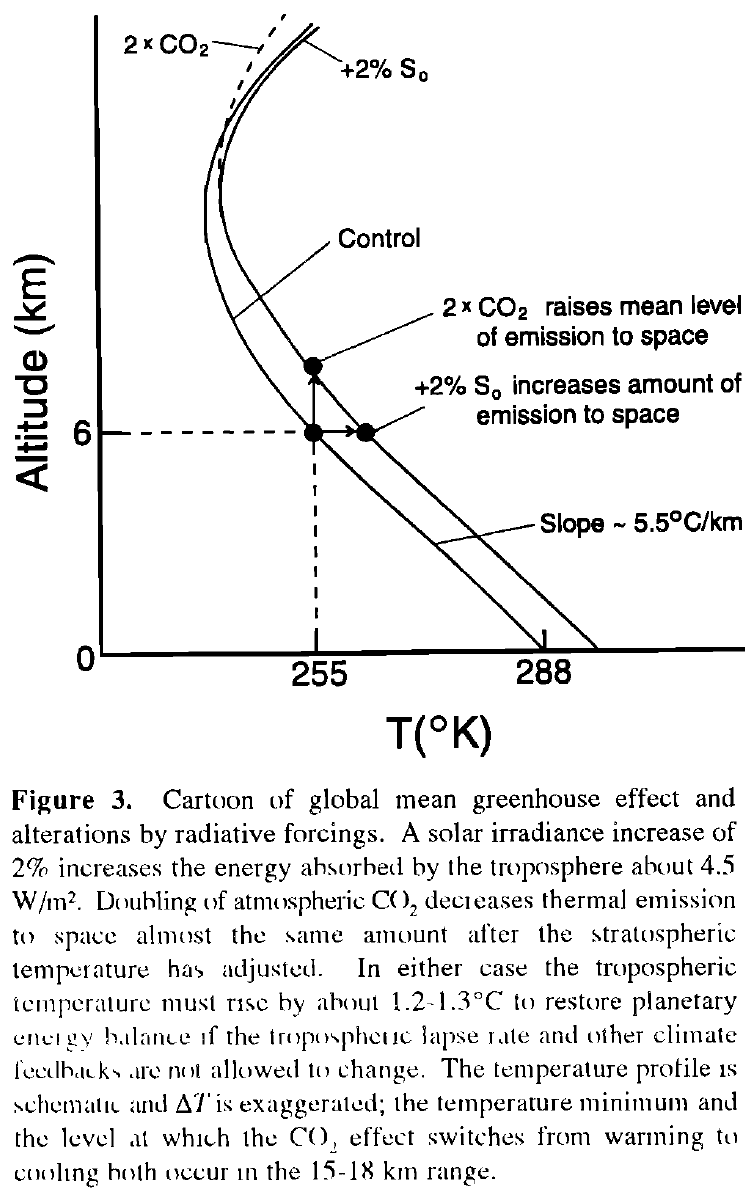 2 × CO₂
+2% S₀
Control
2 × CO₂ raises mean level
of emission to space
+2% S₀ increases amount of
emission to space
Altitude (km)
6
Slope ~ 5.5°C/km
0
255
288
T(°K)
Figure 3. Cartoon of global mean greenhouse effect and
alterations by radiative forcings. A solar irradiance increase of
2% increases the energy absorbed by the troposphere about 4.5
W/m². Doubling of atmospheric CO₂ decreases thermal emission
to space almost the same amount after the stratospheric
temperature has adjusted. In either case the tropospheric
temperature must rise by about 1.2-1.3°C to restore planetary
energy balance if the tropospheric lapse rate and other climate
feedbacks are not allowed to change. The temperature profile is
schematic and ΔT is exaggerated; the temperature minimum and
the level at which the CO₂ effect switches from warming to
cooling both occur in the 15-18 km range.